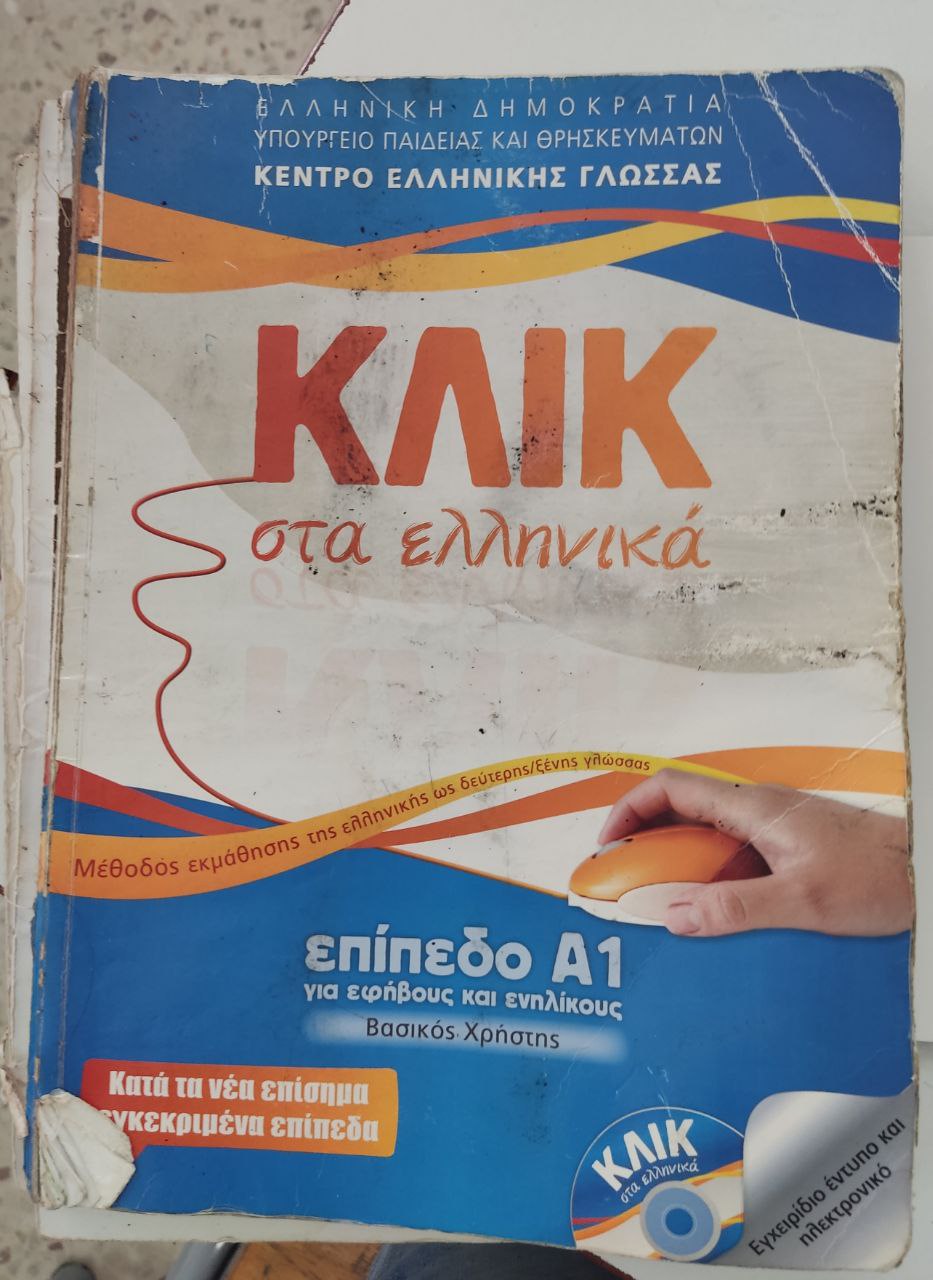 ΕΛΛΗΝΙΚΗ ΔΗΜΟΚΡΑΤΙΑ
ΥΠΟΥΡΓΕΙΟ ΠΑΙΔΕΙΑΣ ΚΑΙ ΘΡΗΣΚΕΥΜΑΤΩΝ
ΚΕΝΤΡΟ ΕΛΛΗΝΙΚΗΣ ΓΛΩΣΣΑΣ
ΚΛΙΚ
στα ελληνικά
Μέθοδος εκμάθησης της ελληνικής ως δεύτερης/ξένης γλώσσας
επίπεδο Α1
για εφήβους και ενηλίκους
Βασικός Χρήστης
Κατά τα νέα επίσημα
εγκεκριμένα επίπεδα
ΚΛΙΚ
στα ελληνικά
Εγχειρίδιο έντυπο και
ηλεκτρονικό